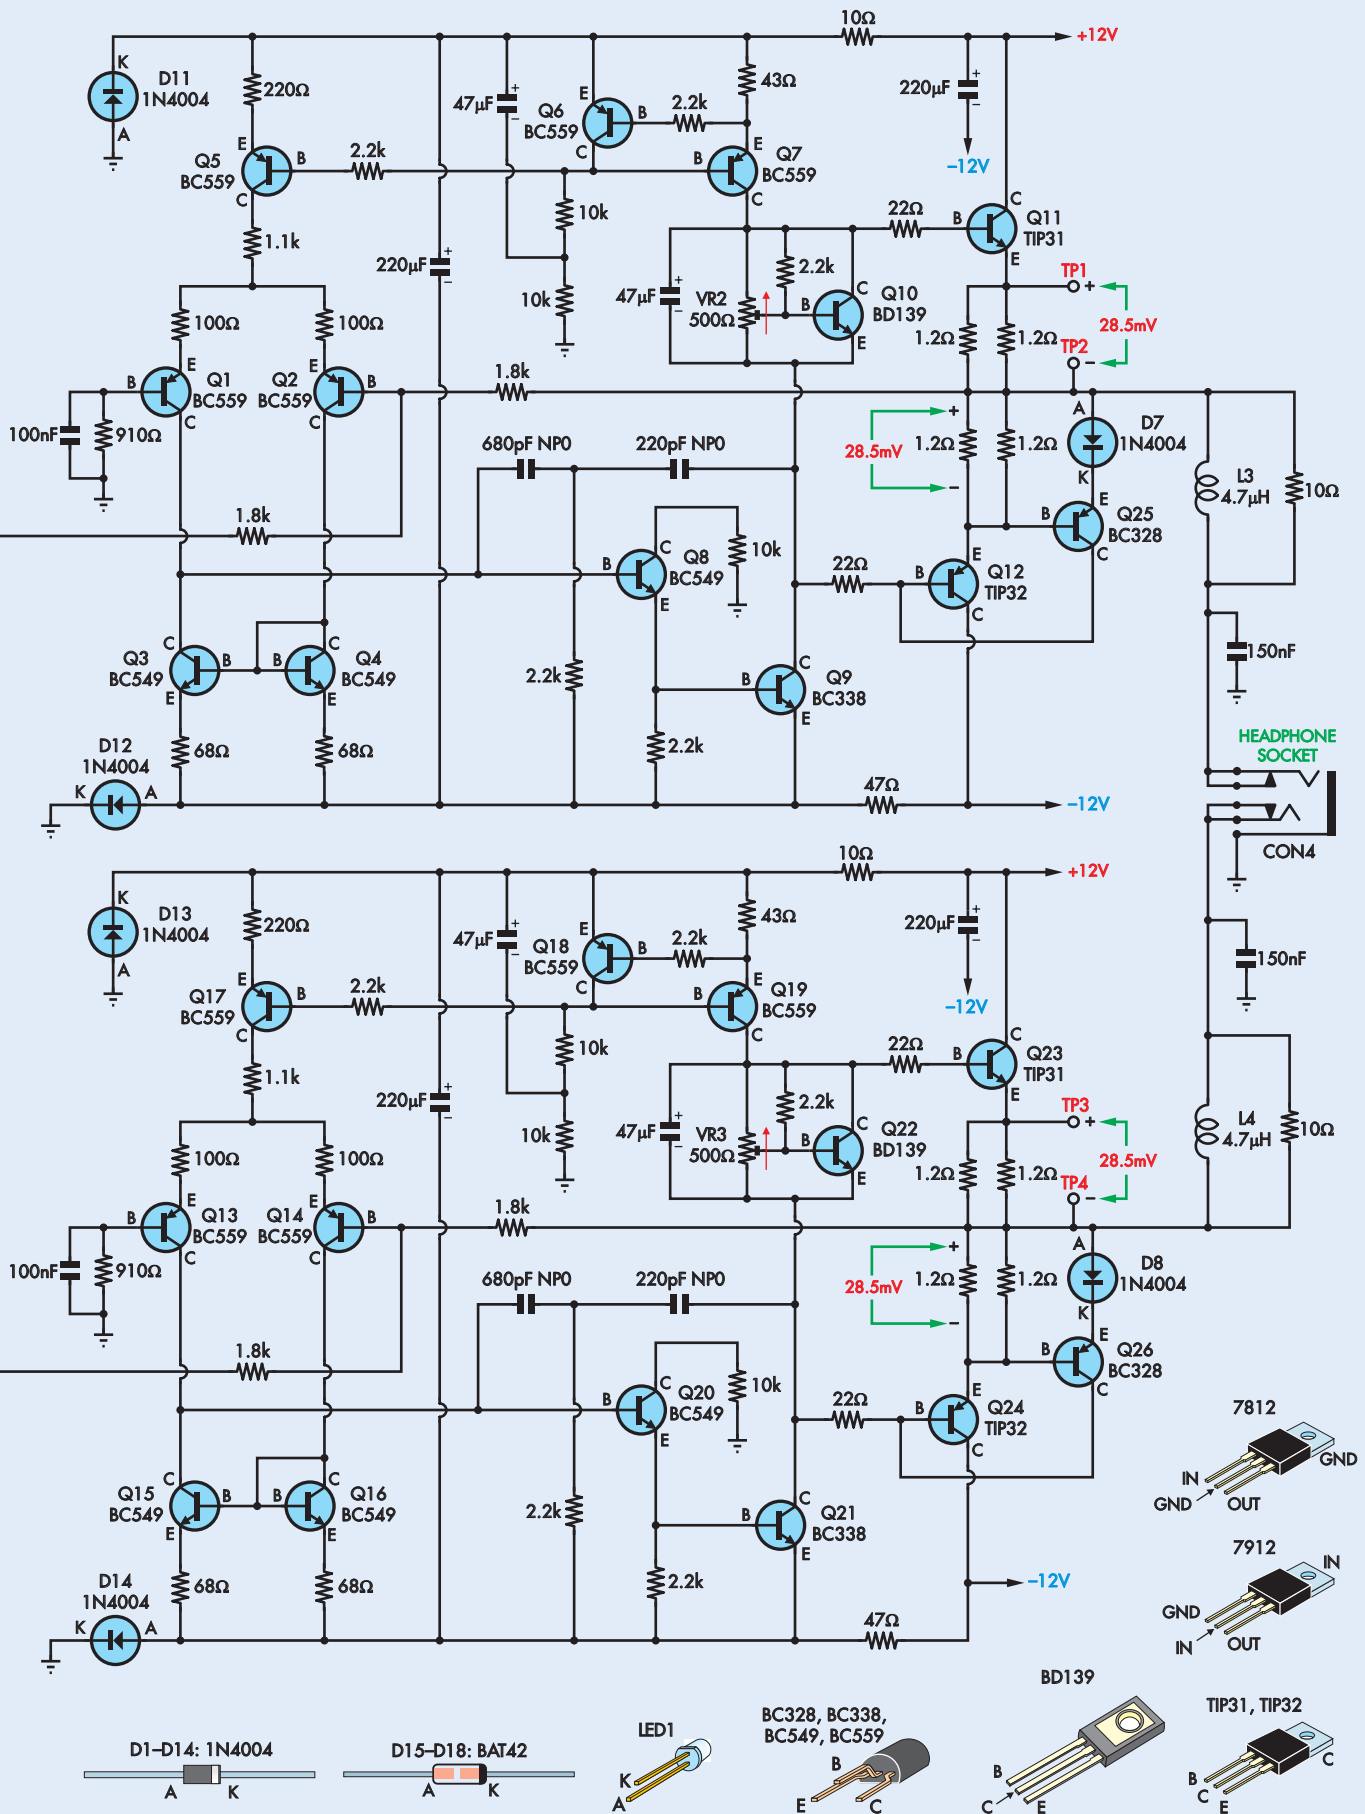 10Ω
+12V
K
D11
1N4004
A
220Ω
47µF
+
−
E
Q6
BC559
B
C
2.2k
43Ω
220µF
+
−
−12V
E
Q5
BC559
B
C
2.2k
E
Q7
BC559
C
10k
1.1k
220µF
+
−
10k
22Ω
B
C
Q11
TIP31
E
47µF
+
−
VR2
500Ω
2.2k
B
C
Q10
BD139
E
TP1
+
28.5mV
TP2
−
1.2Ω
1.2Ω
100Ω
100Ω
E
B
Q1
BC559
C
E
Q2
BC559
B
C
1.8k
100nF
910Ω
680pF NP0
220pF NP0
+
28.5mV
−
1.2Ω
1.2Ω
A
D7
1N4004
K
L3
4.7µH
10Ω
1.8k
B
C
Q8
BC549
E
10k
B
E
Q25
BC328
C
22Ω
B
E
Q12
TIP32
C
C
Q3
BC549
B
E
B
C
Q4
BC549
E
2.2k
2.2k
B
C
Q9
BC338
E
150nF
D12
1N4004
K
A
68Ω
68Ω
47Ω
−12V
HEADPHONE
SOCKET
CON4
10Ω
+12V
K
D13
1N4004
A
220Ω
47µF
+
−
E
Q18
BC559
B
C
2.2k
43Ω
220µF
+
−
−12V
E
Q17
BC559
B
C
2.2k
E
Q19
BC559
C
150nF
10k
1.1k
220µF
+
−
10k
22Ω
B
C
Q23
TIP31
E
47µF
+
−
VR3
500Ω
2.2k
B
C
Q22
BD139
E
TP3
+
28.5mV
TP4
−
1.2Ω
1.2Ω
L4
4.7µH
10Ω
100Ω
100Ω
E
B
Q13
BC559
C
E
Q14
BC559
B
C
1.8k
100nF
910Ω
680pF NP0
220pF NP0
+
28.5mV
−
1.2Ω
1.2Ω
A
D8
1N4004
K
1.8k
B
C
Q20
BC549
E
10k
B
E
Q26
BC328
C
22Ω
B
E
Q24
TIP32
C
C
Q15
BC549
B
E
B
C
Q16
BC549
E
2.2k
2.2k
B
C
Q21
BC338
E
D14
1N4004
K
A
68Ω
68Ω
47Ω
−12V
7812
IN
GND
OUT
GND
7912
GND
IN
OUT
IN
D1–D14: 1N4004
A
K
D15–D18: BAT42
A
K
LED1
K
A
BC328, BC338,
BC549, BC559
B
E
C
BD139
B
C
E
TIP31, TIP32
B
C
E
C